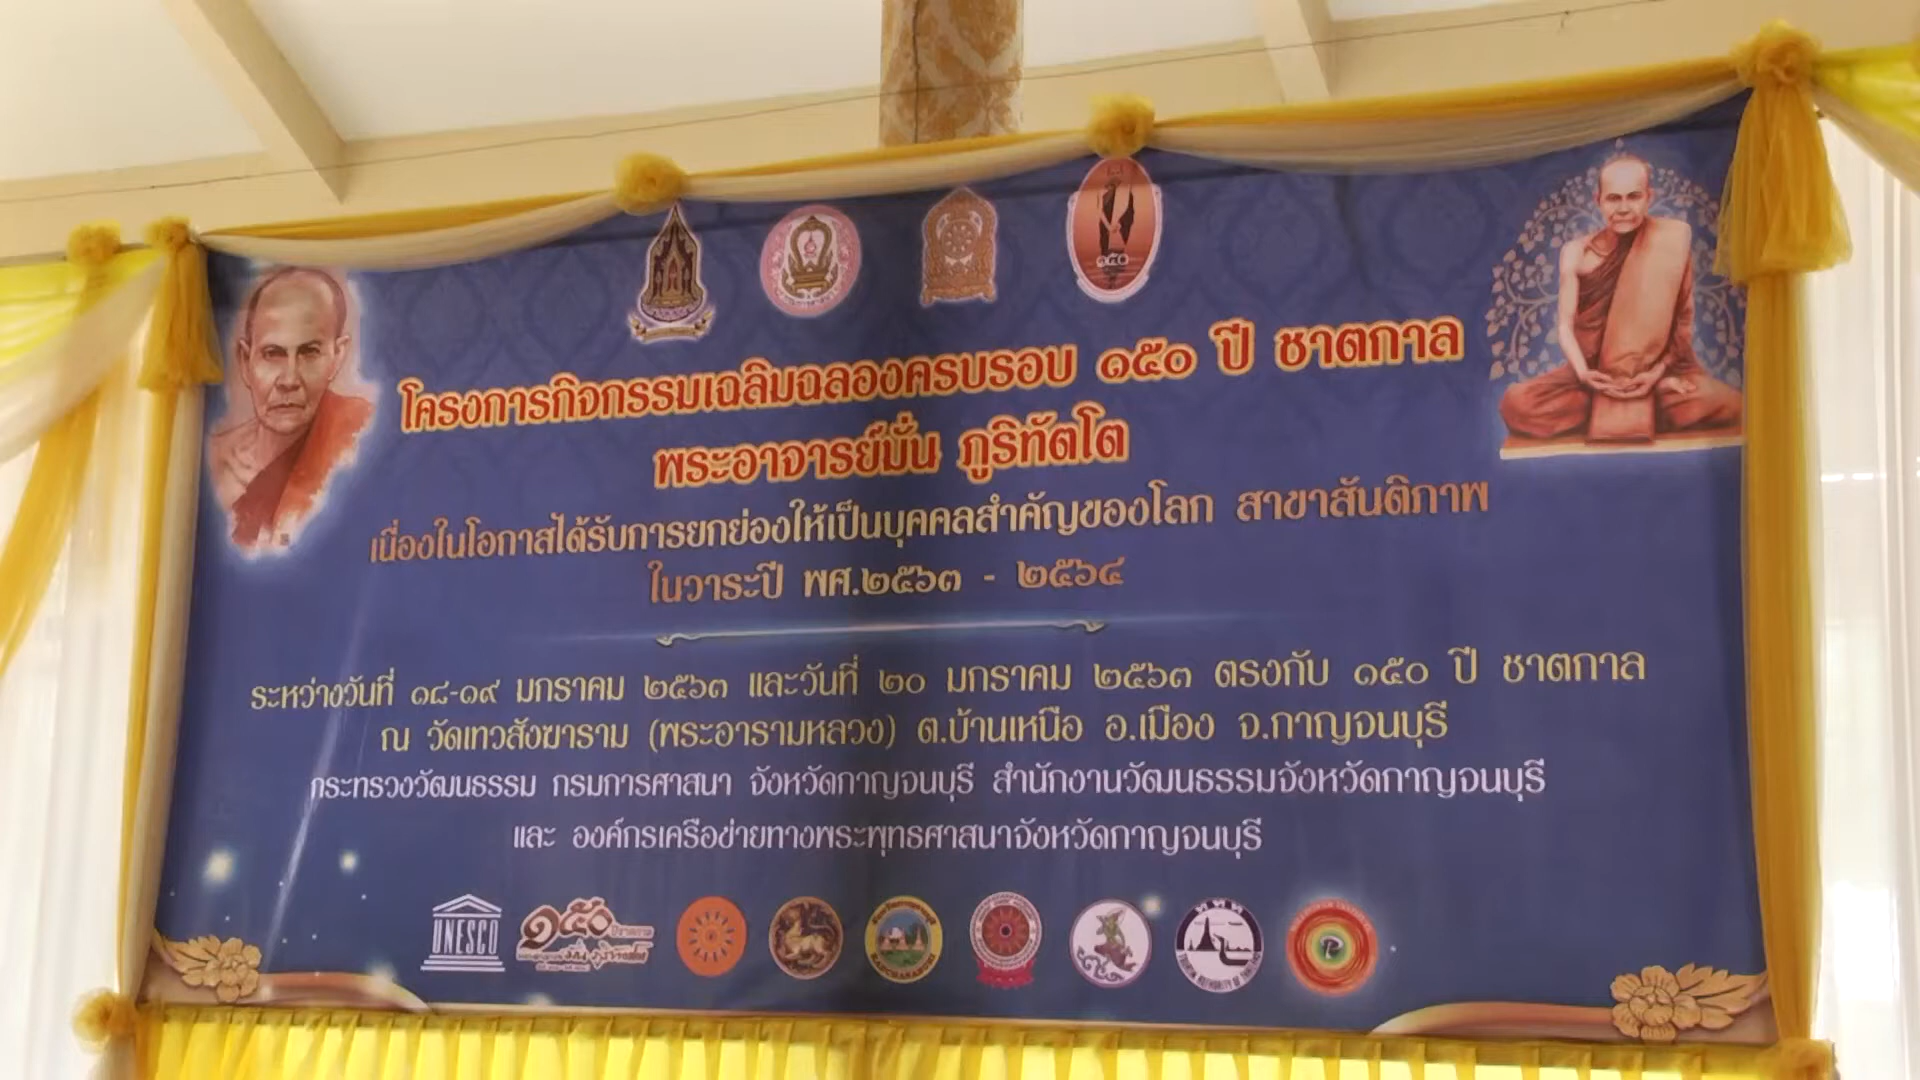 ๑๕๐
โครงการกิจกรรมเฉลิมฉลองครบรอบ ๑๕๐ ปี ชาตกาล
พระอาจารย์มั่น ภูริทัตโต
เนื่องในโอกาสได้รับการยกย่องให้เป็นบุคคลสำคัญของโลก สาขาสันติภาพ
ในวาระปี พศ.๒๕๖๓ - ๒๕๖๔
ระหว่างวันที่ ๑๘-๑๙ มกราคม ๒๕๖๓ และวันที่ ๒๐ มกราคม ๒๕๖๓ ตรงกับ ๑๕๐ ปี ชาตกาล
ณ วัดเทวสังฆาราม (พระอารามหลวง) ต.บ้านเหนือ อ.เมือง จ.กาญจนบุรี
กระทรวงวัฒนธรรม กรมการศาสนา จังหวัดกาญจนบุรี สำนักงานวัฒนธรรมจังหวัดกาญจนบุรี
และ องค์กรเครือข่ายทางพระพุทธศาสนาจังหวัดกาญจนบุรี
UNESCO ๑๕๐ KANCHANABURI ททท TOURISM AUTHORITY OF THAILAND